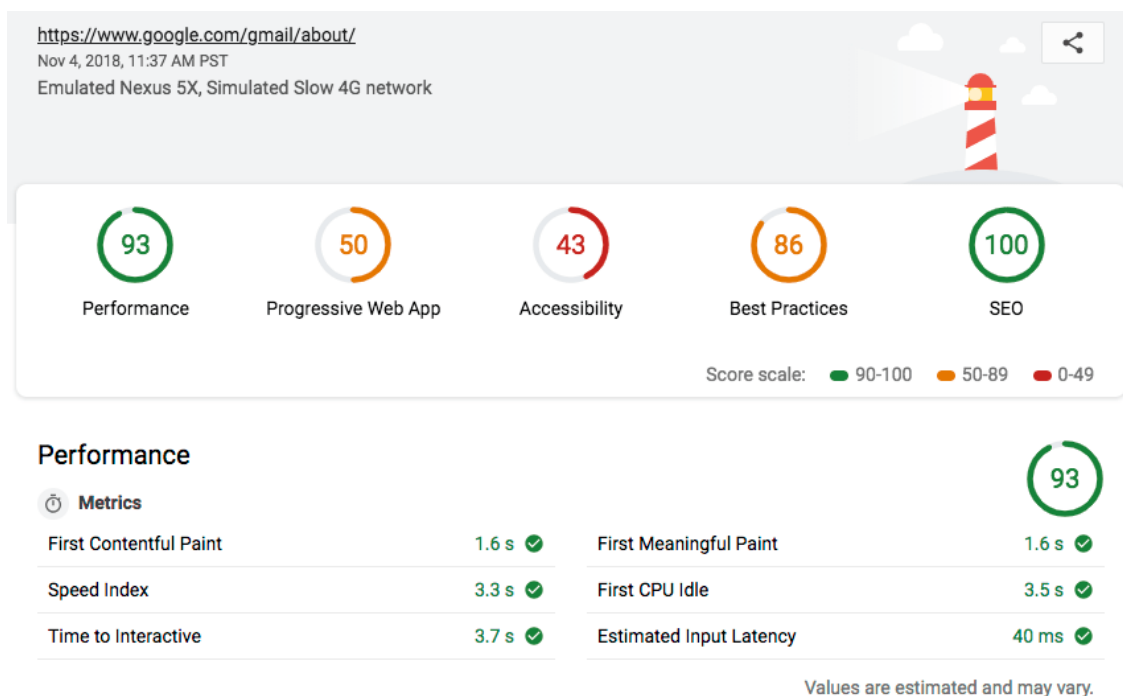 https://www.google.com/gmail/about/
Nov 4, 2018, 11:37 AM PST
Emulated Nexus 5X, Simulated Slow 4G network
93
50
43
86
100
Performance
Progressive Web App
Accessibility
Best Practices
SEO
Score scale: 90-100 50-89 0-49
Performance
93
Metrics
First Contentful Paint 1.6 s
First Meaningful Paint 1.6 s
Speed Index 3.3 s
First CPU Idle 3.5 s
Time to Interactive 3.7 s
Estimated Input Latency 40 ms
Values are estimated and may vary.